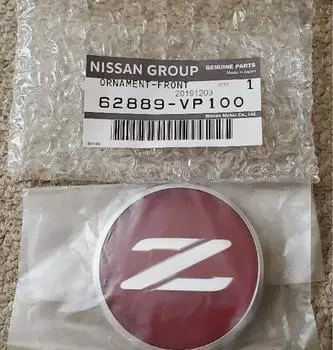 NISSAN GROUP GENUINE PARTS
Made in Japan
ORNAMENT-FRONT QTY
20191203 1
62889-VP100
Nissan Motor Co., Ltd.
Z